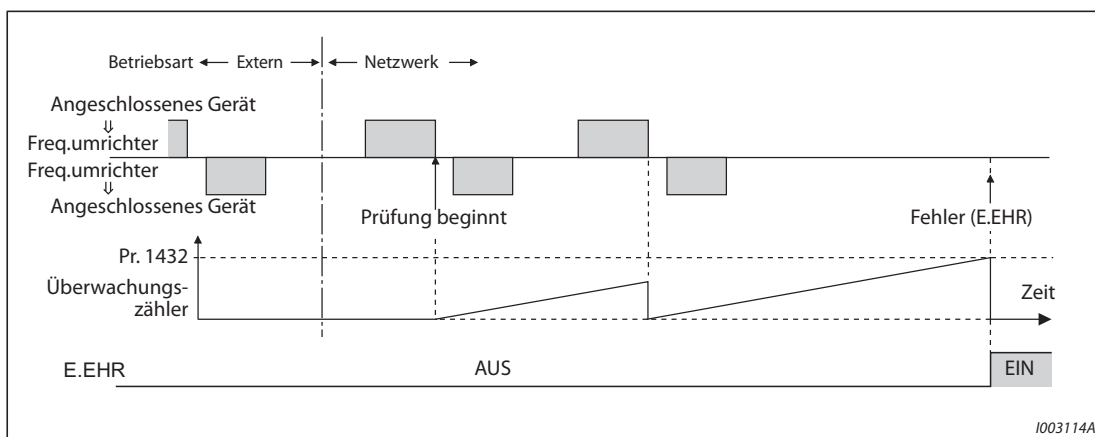 Betriebsart Extern Netzwerk
Angeschlossenes Gerät
⇓
Freq.umrichter
Freq.umrichter
⇓
Angeschlossenes Gerät
Prüfung beginnt
Fehler (E.EHR)
Pr. 1432
Überwachungs-
zähler
Zeit
E.EHR
AUS
EIN
I003114A